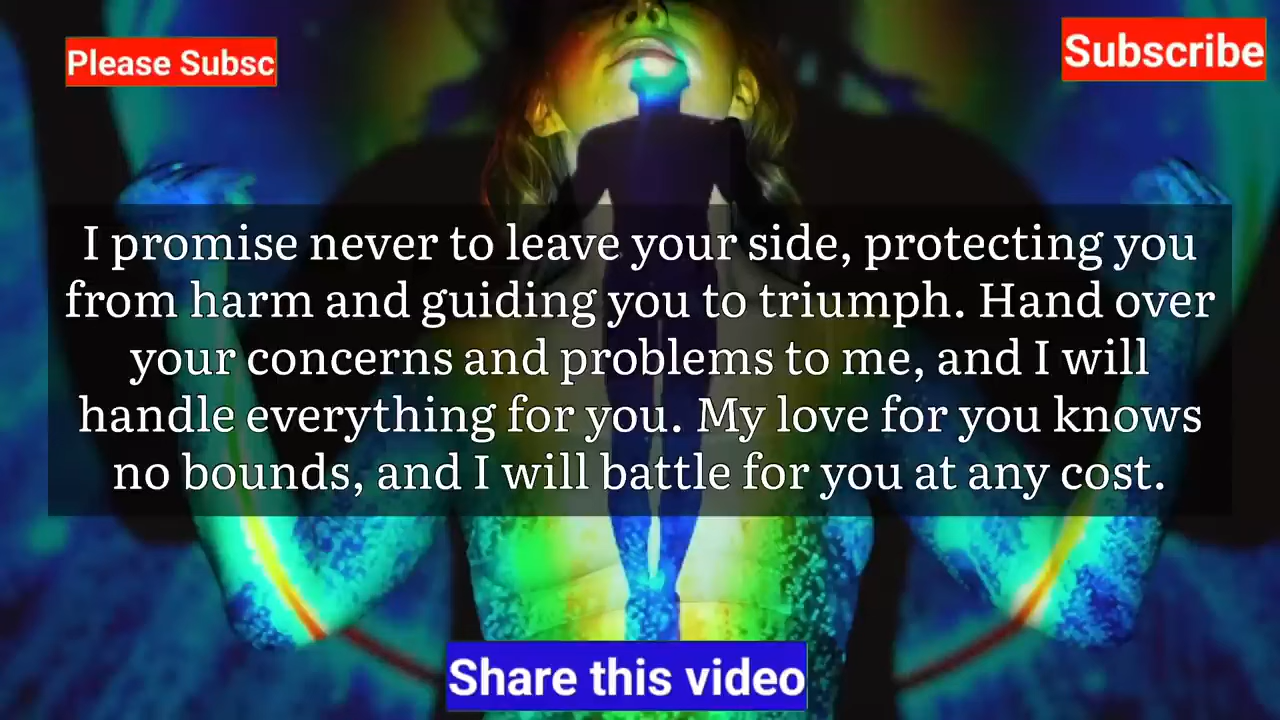 Please Subsc
Subscribe
I promise never to leave your side, protecting you
from harm and guiding you to triumph. Hand over
your concerns and problems to me, and I will
handle everything for you. My love for you knows
no bounds, and I will battle for you at any cost.
Share this video